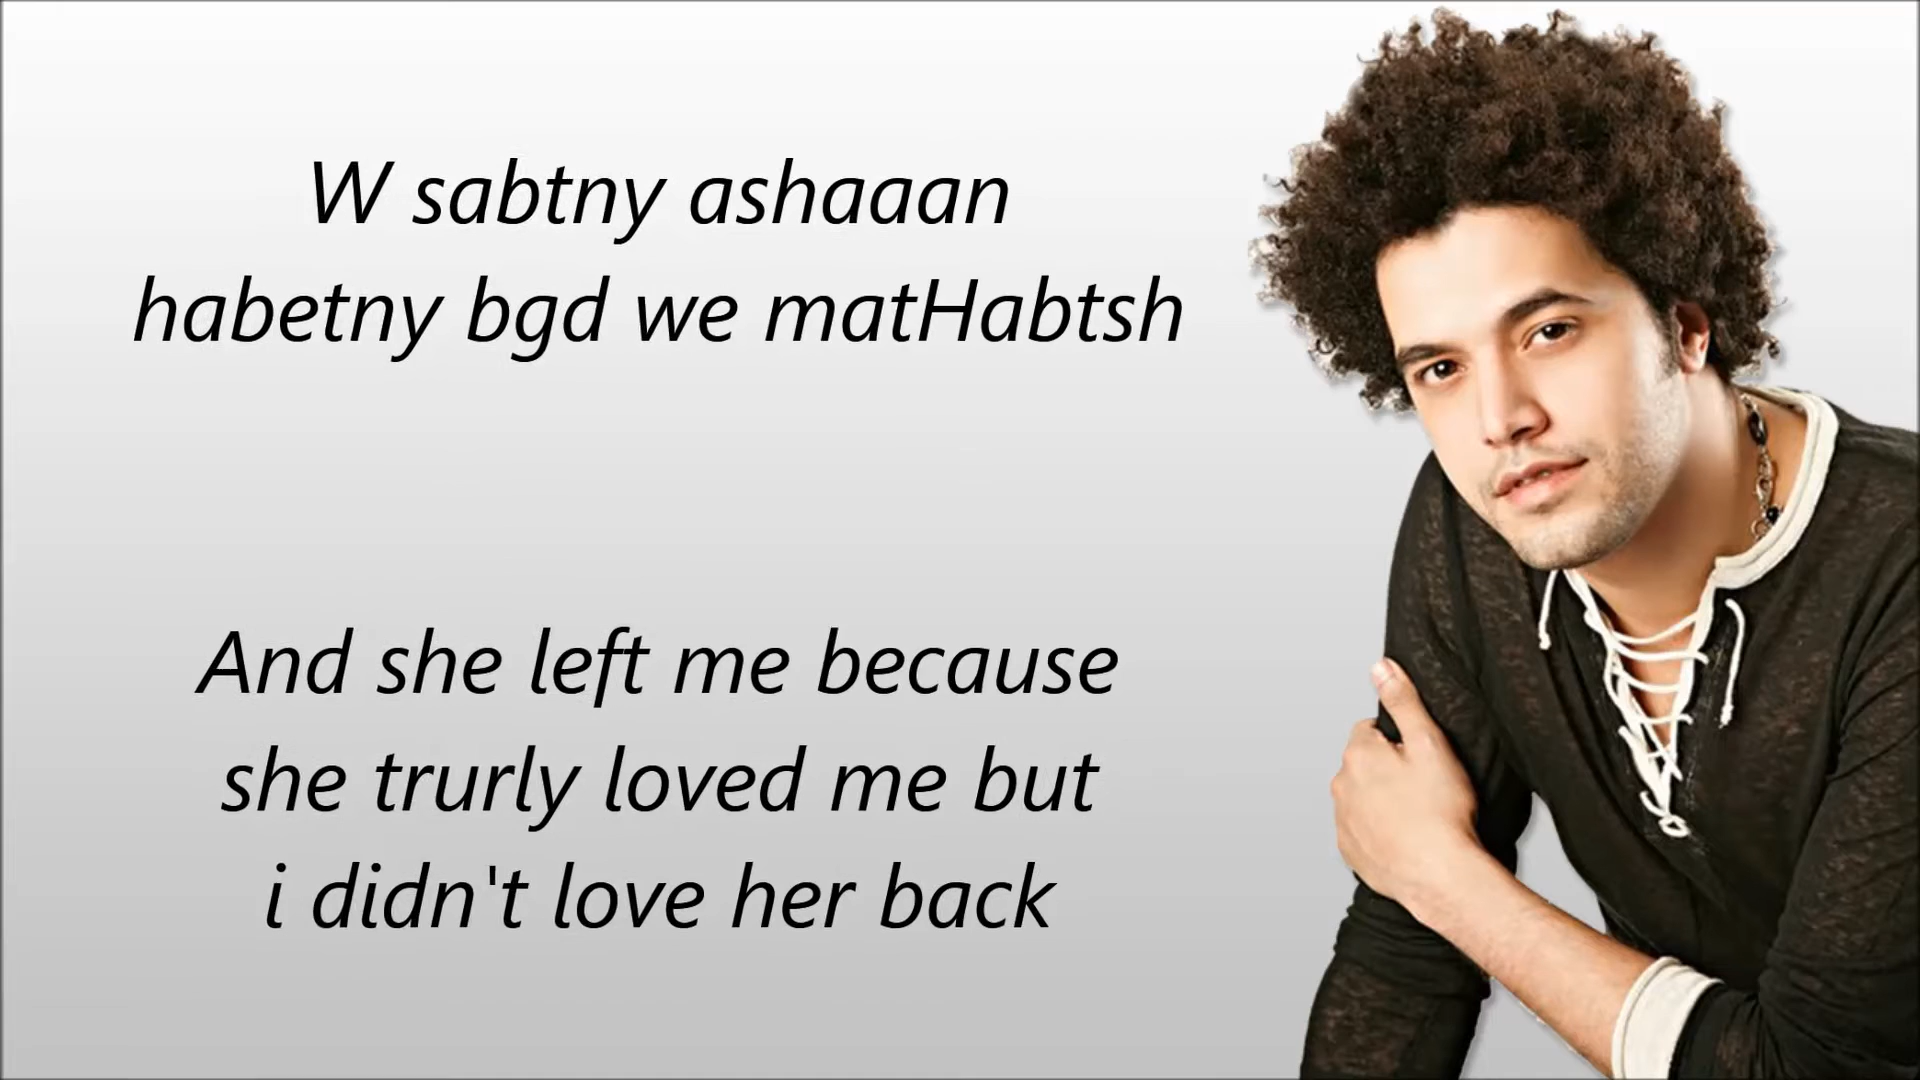 W sabtny ashaaan
habetny bgd we matHabtsh
And she left me because
she trurly loved me but
i didn't love her back